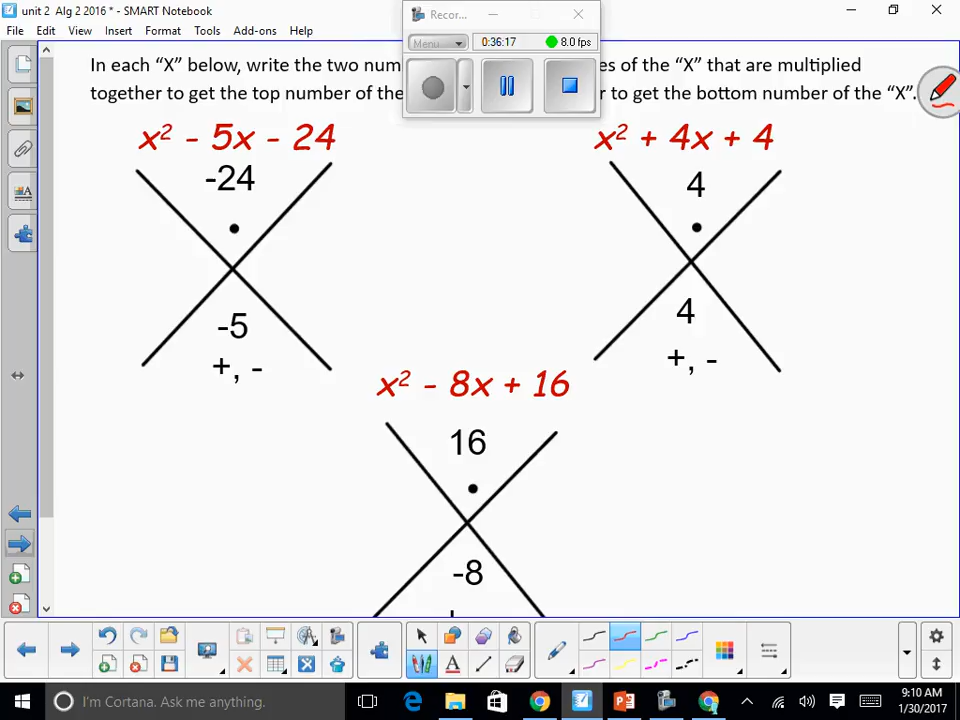 unit 2 Alg 2 2016 * - SMART Notebook
Recor...
File Edit View Insert Format Tools Add-ons Help
Menu 0:36:17 8.0 fps
In each “X” below, write the two num es of the “X” that are multiplied
together to get the top number of the r to get the bottom number of the “X”.
x² - 5x - 24
x² + 4x + 4
-24
4
-5
+, -
4
+, -
x² - 8x + 16
16
-8
I'm Cortana. Ask me anything.
9:10 AM
1/30/2017